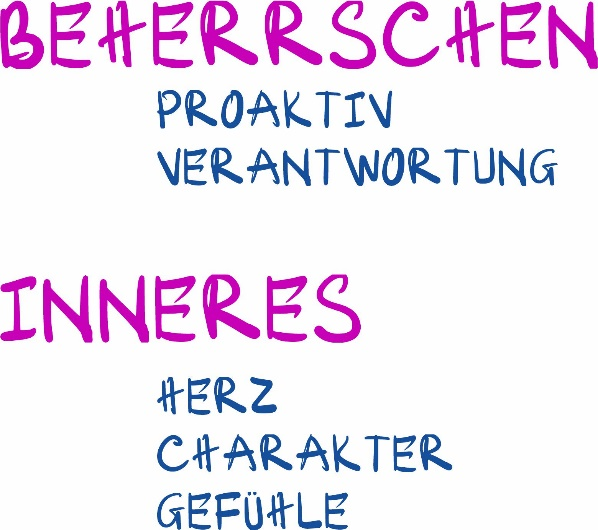 BEHERRSCHEN
PROAKTIV
VERANTWORTUNG
INNERES
HERZ
CHARAKTER
GEFÜHLE